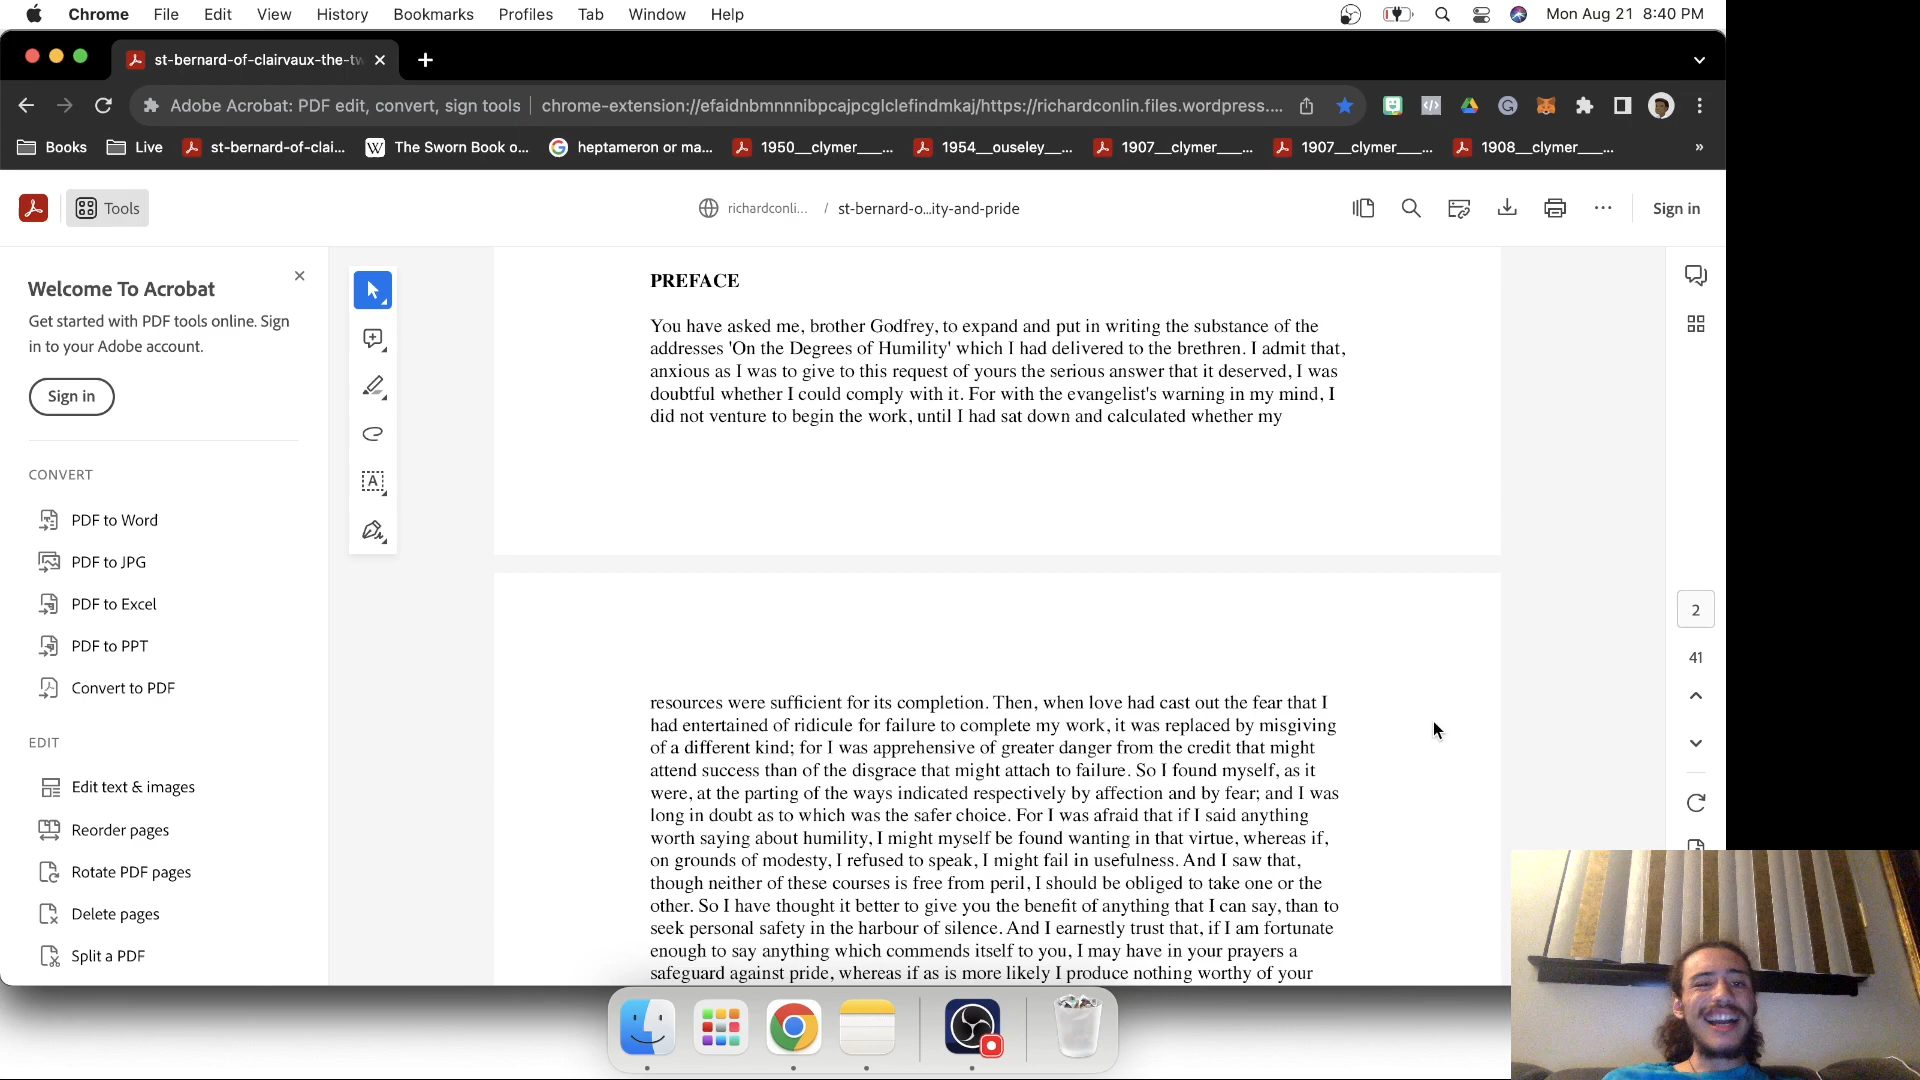 Chrome File Edit View History Bookmarks Profiles Tab Window Help Mon Aug 21 8:40 PM
st-bernard-of-clairvaux-the-tw
Adobe Acrobat: PDF edit, convert, sign tools chrome-extension://efaidnbmnnnibpcajpcglclefindmkaj/https://richardconlin.files.wordpress....
Books Live st-bernard-of-clai... The Sworn Book o... heptameron or ma... 1950__clymer___... 1954__ouseley__... 1907__clymer___... 1907__clymer___... 1908__clymer___... »
Tools richardconli... / st-bernard-o...ity-and-pride Sign in
Welcome To Acrobat
Get started with PDF tools online. Sign
in to your Adobe account.
Sign in
CONVERT
PDF to Word
PDF to JPG
PDF to Excel
PDF to PPT
Convert to PDF
EDIT
Edit text & images
Reorder pages
Rotate PDF pages
Delete pages
Split a PDF
PREFACE
You have asked me, brother Godfrey, to expand and put in writing the substance of the
addresses 'On the Degrees of Humility' which I had delivered to the brethren. I admit that,
anxious as I was to give to this request of yours the serious answer that it deserved, I was
doubtful whether I could comply with it. For with the evangelist's warning in my mind, I
did not venture to begin the work, until I had sat down and calculated whether my
resources were sufficient for its completion. Then, when love had cast out the fear that I
had entertained of ridicule for failure to complete my work, it was replaced by misgiving
of a different kind; for I was apprehensive of greater danger from the credit that might
attend success than of the disgrace that might attach to failure. So I found myself, as it
were, at the parting of the ways indicated respectively by affection and by fear; and I was
long in doubt as to which was the safer choice. For I was afraid that if I said anything
worth saying about humility, I might myself be found wanting in that virtue, whereas if,
on grounds of modesty, I refused to speak, I might fail in usefulness. And I saw that,
though neither of these courses is free from peril, I should be obliged to take one or the
other. So I have thought it better to give you the benefit of anything that I can say, than to
seek personal safety in the harbour of silence. And I earnestly trust that, if I am fortunate
enough to say anything which commends itself to you, I may have in your prayers a
safeguard against pride, whereas if as is more likely I produce nothing worthy of your
2
41